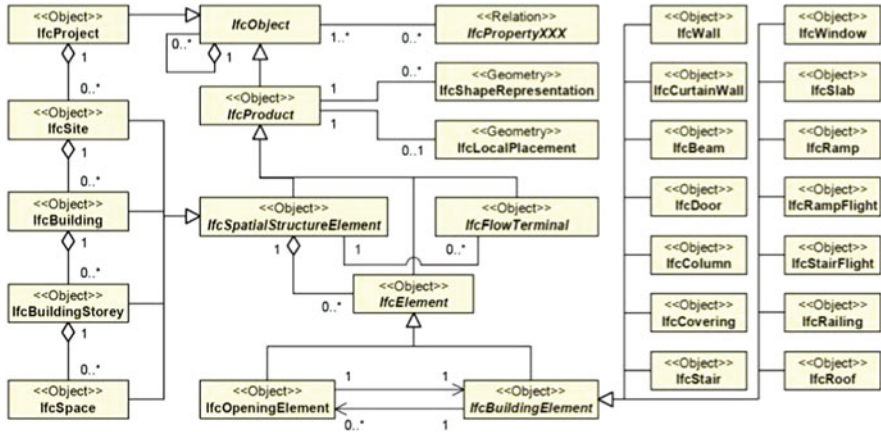 <<Object>>
IfcProject
1
0..*
<<Object>>
IfcSite
1
0..*
<<Object>>
IfcBuilding
1
0..*
<<Object>>
IfcBuildingStorey
1
0..*
<<Object>>
IfcSpace
<<Object>>
IfcObject
0..*
1
1..*
0..*
<<Relation>>
IfcPropertyXXX
<<Object>>
IfcProduct
1
0..*
<<Geometry>>
IfcShapeRepresentation
1
0..1
<<Geometry>>
IfcLocalPlacement
<<Object>>
IfcSpatialStructureElement
<<Object>>
IfcFlowTerminal
1
1
0..*
0..*
<<Object>>
IfcElement
<<Object>>
IfcOpeningElement
1
1
0..*
1
<<Object>>
IfcBuildingElement
<<Object>>
IfcWall
<<Object>>
IfcCurtainWall
<<Object>>
IfcBeam
<<Object>>
IfcDoor
<<Object>>
IfcColumn
<<Object>>
IfcCovering
<<Object>>
IfcStair
<<Object>>
IfcWindow
<<Object>>
IfcSlab
<<Object>>
IfcRamp
<<Object>>
IfcRampFlight
<<Object>>
IfcStairFlight
<<Object>>
IfcRailing
<<Object>>
IfcRoof